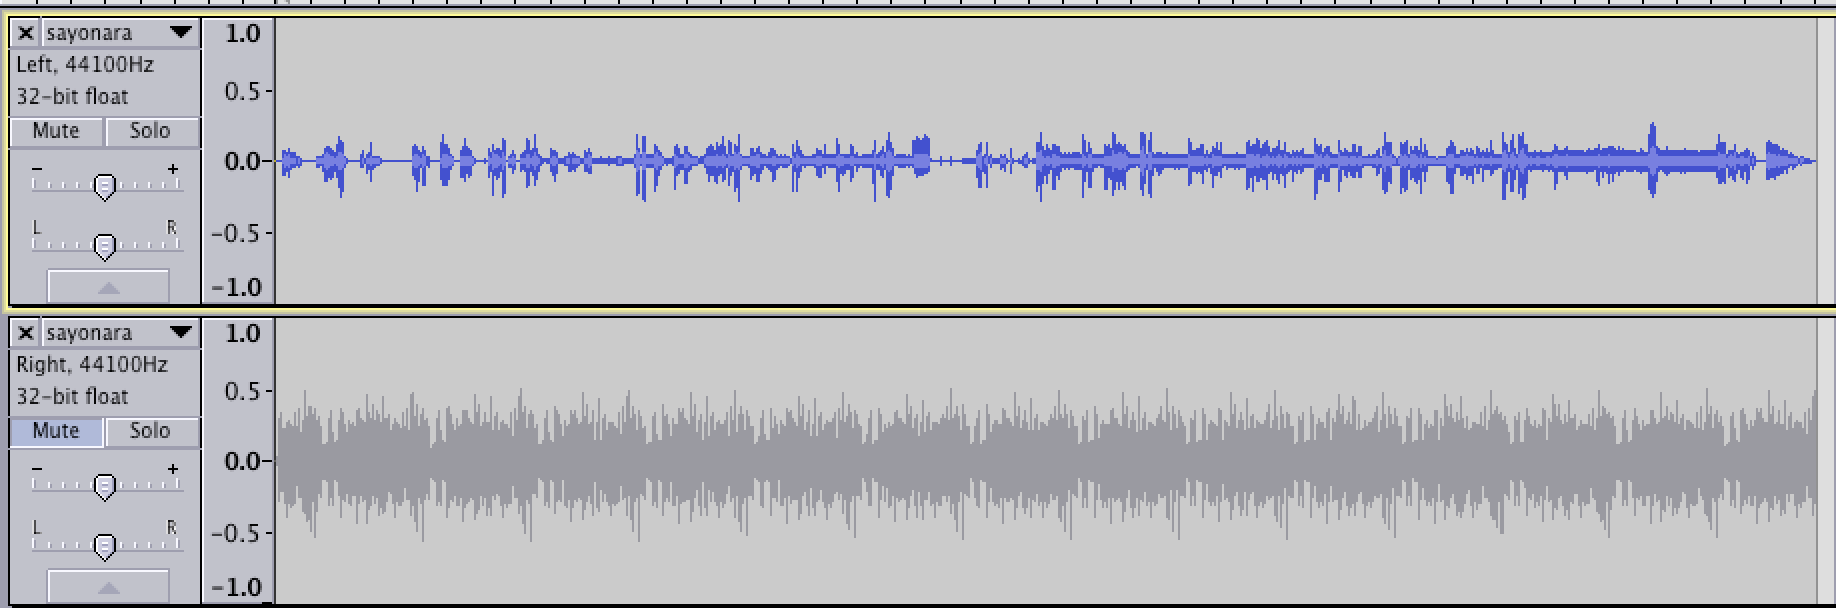 ✕ sayonara ▼
Left, 44100Hz
32-bit float
Mute Solo
- +
L R
1.0
0.5-
0.0-
-0.5-
-1.0
✕ sayonara ▼
Right, 44100Hz
32-bit float
Mute Solo
- +
L R
1.0
0.5-
0.0-
-0.5-
-1.0